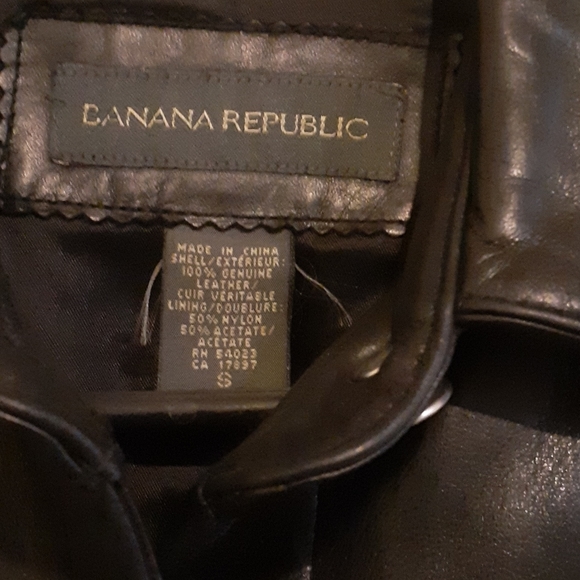 BANANA REPUBLIC
MADE IN CHINA
SHELL/EXTÉRIEUR:
100% GENUINE
LEATHER/
CUIR VÉRITABLE
LINING/DOUBLURE:
50% NYLON
50% ACETATE/
ACÉTATE
RN 54023
CA 17897
S